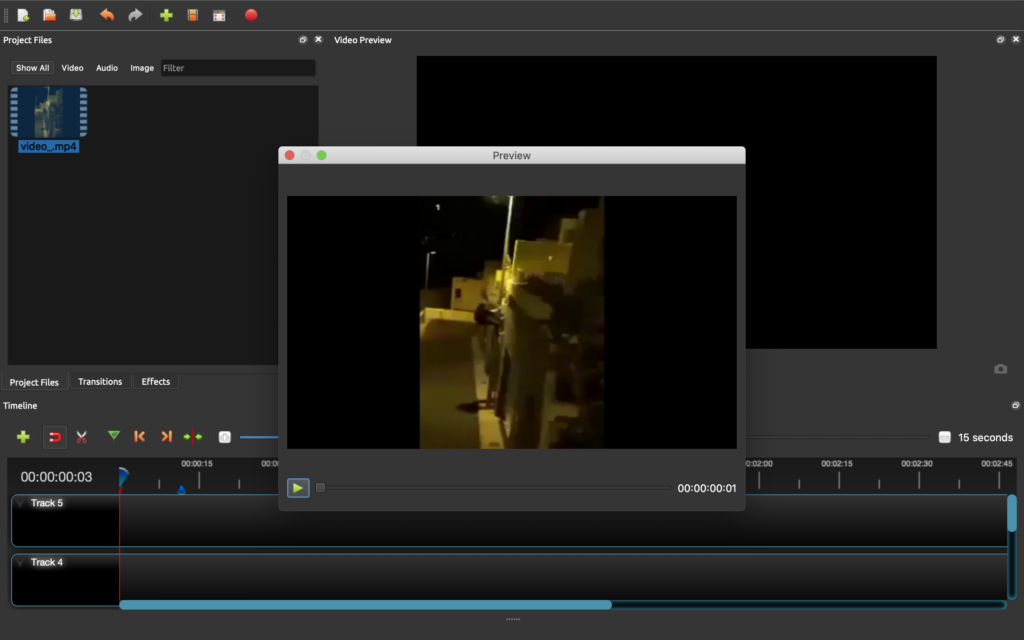 Project Files
Video Preview
Show All
Video
Audio
Image
Filter
video_.mp4
Preview
00:00:00:01
Project Files
Transitions
Effects
Timeline
15 seconds
00:00:00:03
00:00:15
00:02:00
00:02:15
00:02:30
00:02:45
Track 5
Track 4